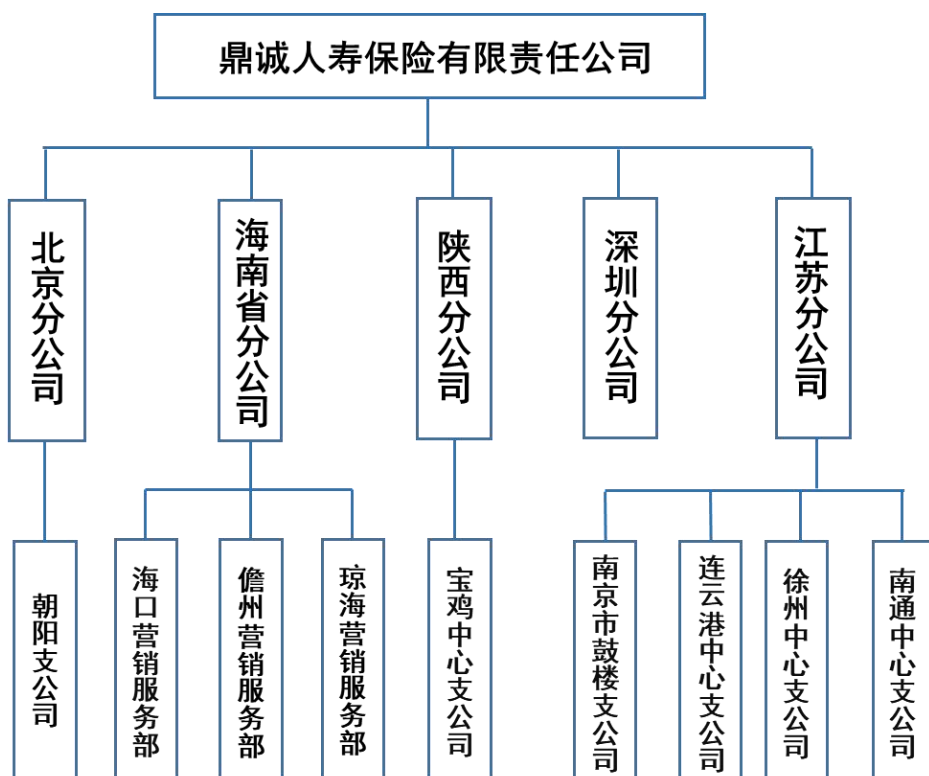 鼎诚人寿保险有限责任公司
北京分公司
海南省分公司
陕西分公司
深圳分公司
江苏分公司
朝阳支公司
海口营销服务部
儋州营销服务部
琼海营销服务部
宝鸡中心支公司
南京市鼓楼支公司
连云港中心支公司
徐州中心支公司
南通中心支公司